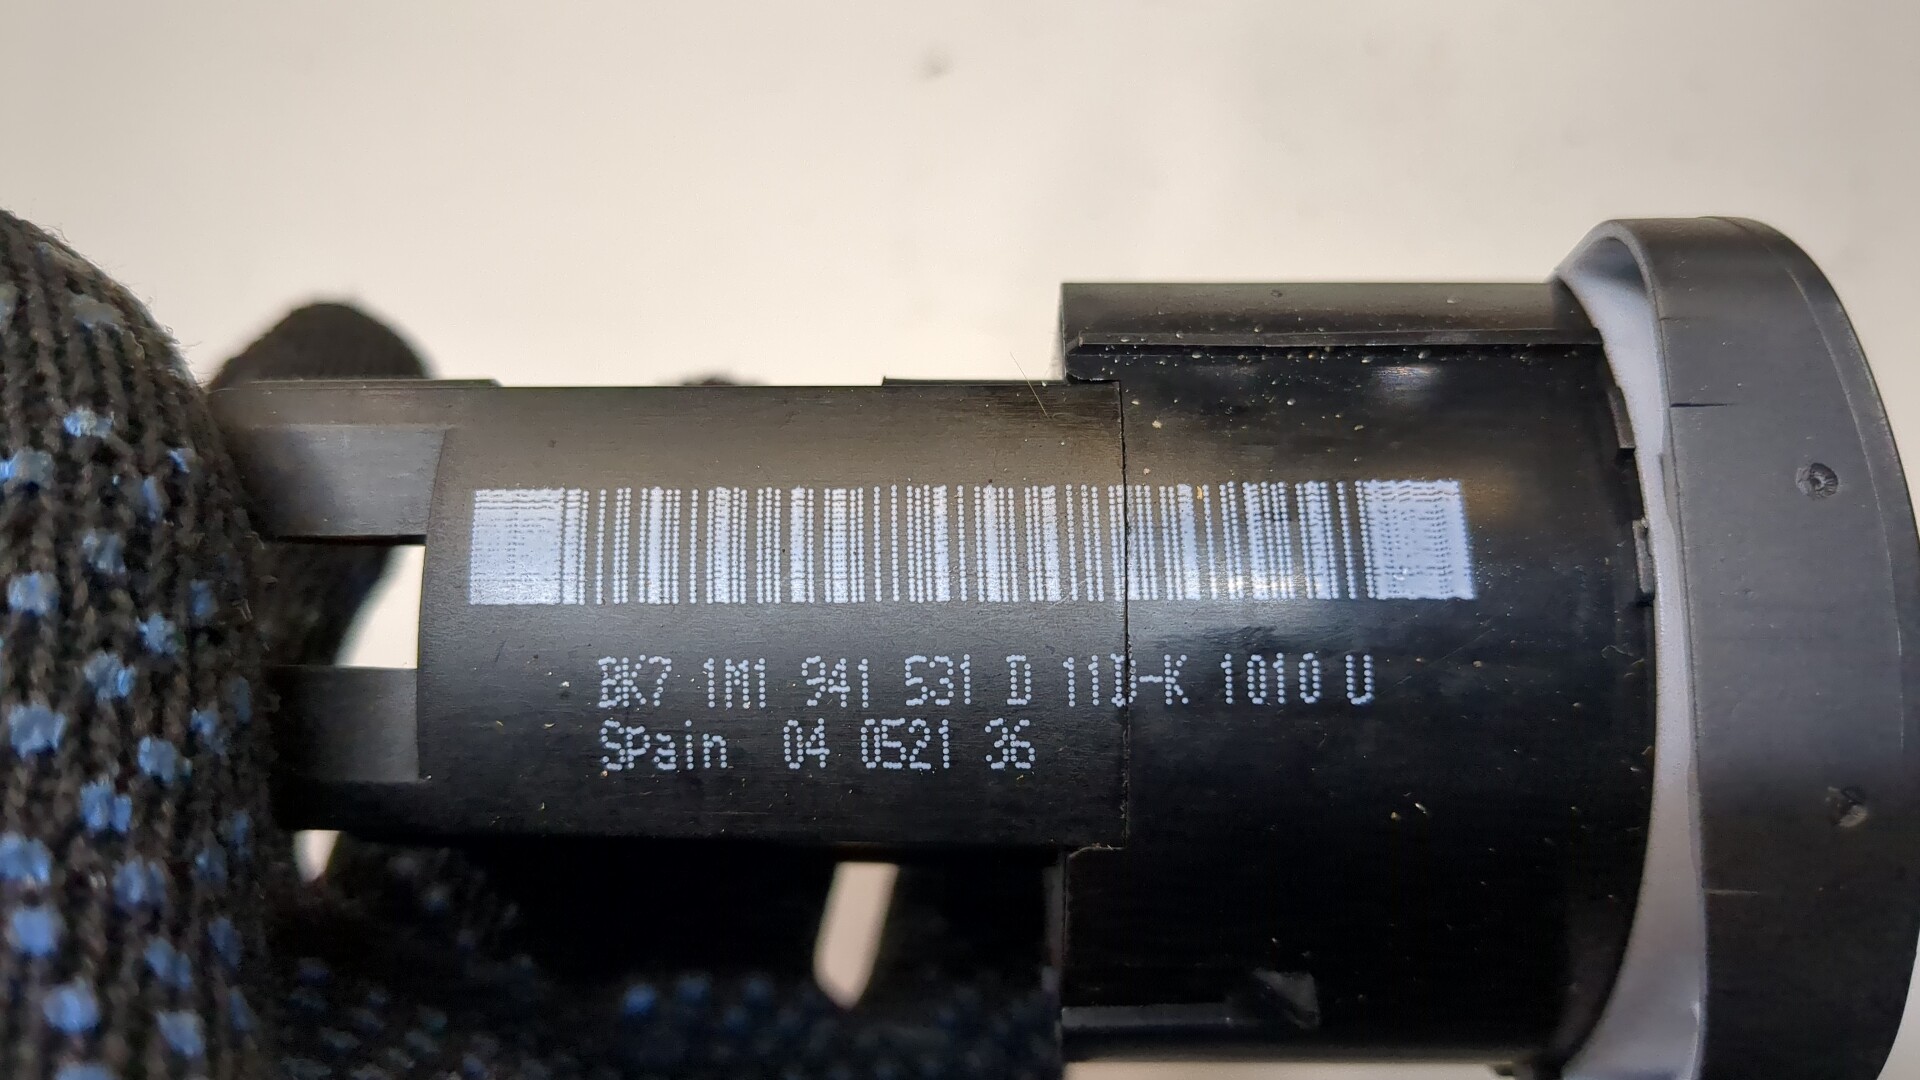 BK7 1M1 941 531 D 11D-K 1010 U
Spain 04 0521 36